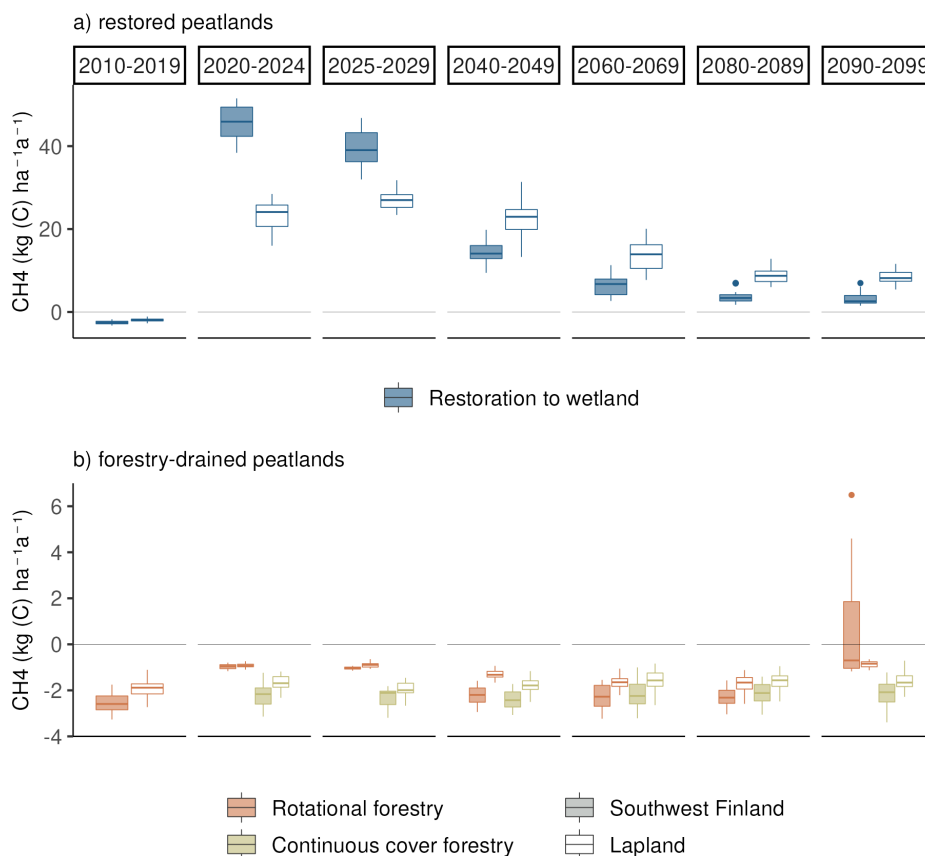 a) restored peatlands
2010-2019 2020-2024 2025-2029 2040-2049 2060-2069 2080-2089 2090-2099
CH4 (kg (C) ha⁻¹a⁻¹)
40
20
0
Restoration to wetland
b) forestry-drained peatlands
CH4 (kg (C) ha⁻¹a⁻¹)
6
4
2
0
-2
-4
Rotational forestry Southwest Finland
Continuous cover forestry Lapland